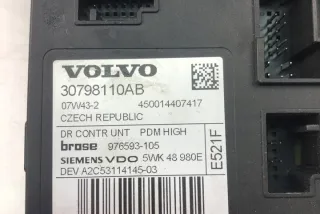 VOLVO
30798110AB
07W43-2 450014407417
CZECH REPUBLIC
DR CONTR UNT PDM HIGH
brose 976593-105
SIEMENS VDO 5WK 48 980E
DEV A2C53114145-03
E521F